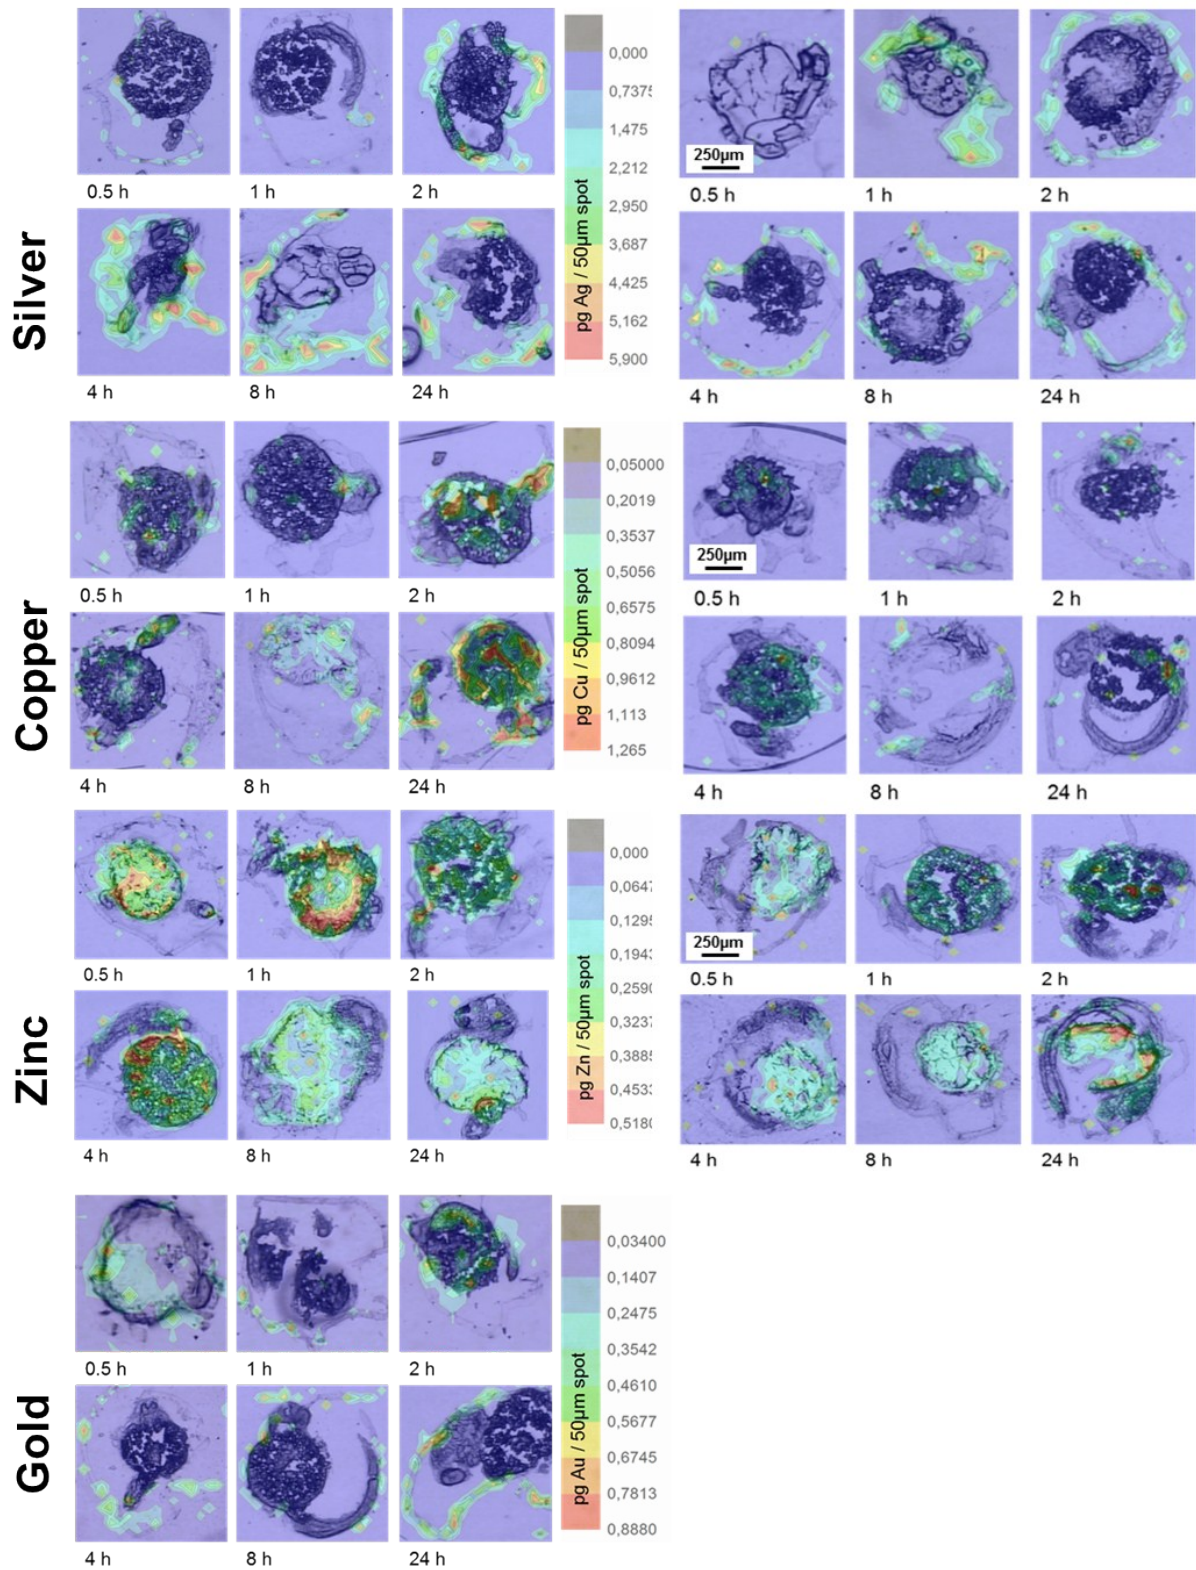 Silver
0.5 h
1 h
2 h
4 h
8 h
24 h
pg Ag / 50µm spot
0,000
0,7375
1,475
2,212
2,950
3,687
4,425
5,162
5,900
250µm
0.5 h
1 h
2 h
4 h
8 h
24 h
Copper
0.5 h
1 h
2 h
4 h
8 h
24 h
pg Cu / 50µm spot
0,05000
0,2019
0,3537
0,5056
0,6575
0,8094
0,9612
1,113
1,265
250µm
0.5 h
1 h
2 h
4 h
8 h
24 h
Zinc
0.5 h
1 h
2 h
4 h
8 h
24 h
pg Zn / 50µm spot
0,000
250µm
0.5 h
1 h
2 h
4 h
8 h
24 h
Gold
0.5 h
1 h
2 h
4 h
8 h
24 h
pg Au / 50µm spot
0,03400
0,1407
0,2475
0,3542
0,4610
0,5677
0,6745
0,7813
0,8880